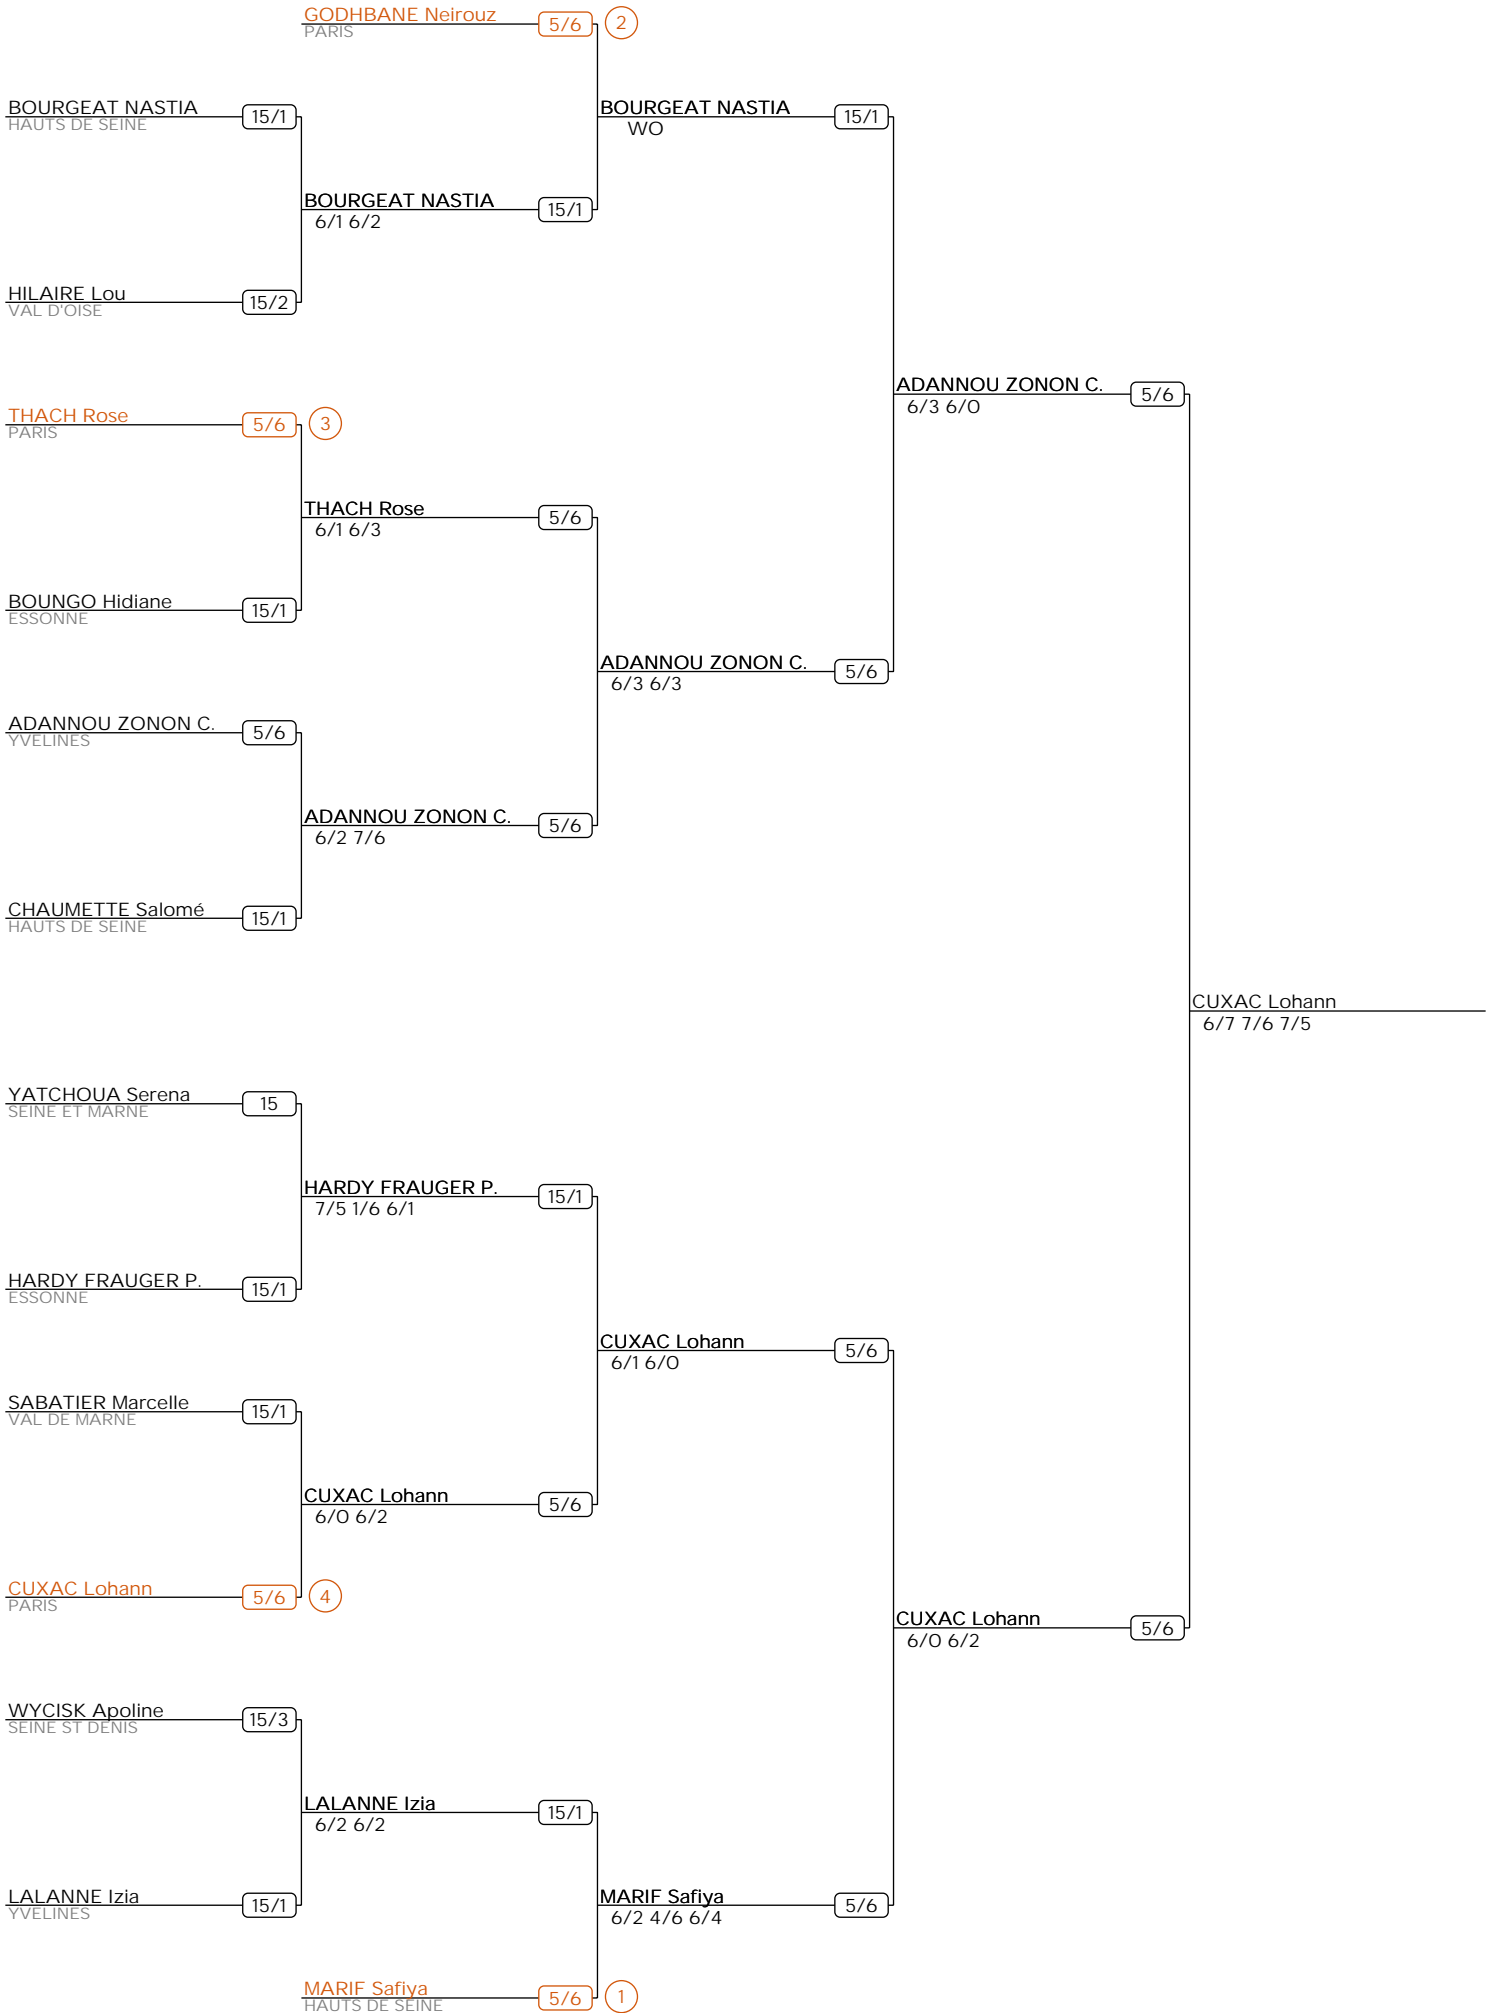 GODHBANE Neirouz
PARIS
5/6
2
BOURGEAT NASTIA
HAUTS DE SEINE
15/1
BOURGEAT NASTIA
WO
15/1
BOURGEAT NASTIA
6/1 6/2
15/1
HILAIRE Lou
VAL D'OISE
15/2
ADANNOU ZONON C.
6/3 6/0
5/6
THACH Rose
PARIS
5/6
3
THACH Rose
6/1 6/3
5/6
BOUNGO Hidiane
ESSONNE
15/1
ADANNOU ZONON C.
6/3 6/3
5/6
ADANNOU ZONON C.
YVELINES
5/6
ADANNOU ZONON C.
6/2 7/6
5/6
CHAUMETTE Salomé
HAUTS DE SEINE
15/1
CUXAC Lohann
6/7 7/6 7/5
YATCHOUA Serena
SEINE ET MARNE
15
HARDY FRAUGER P.
7/5 1/6 6/1
15/1
HARDY FRAUGER P.
ESSONNE
15/1
CUXAC Lohann
6/1 6/0
5/6
SABATIER Marcelle
VAL DE MARNE
15/1
CUXAC Lohann
6/0 6/2
5/6
CUXAC Lohann
PARIS
5/6
4
CUXAC Lohann
6/0 6/2
5/6
WYCISK Apoline
SEINE ST DENIS
15/3
LALANNE Izia
6/2 6/2
15/1
LALANNE Izia
YVELINES
15/1
MARIF Safiya
6/2 4/6 6/4
5/6
MARIF Safiya
HAUTS DE SEINE
5/6
1